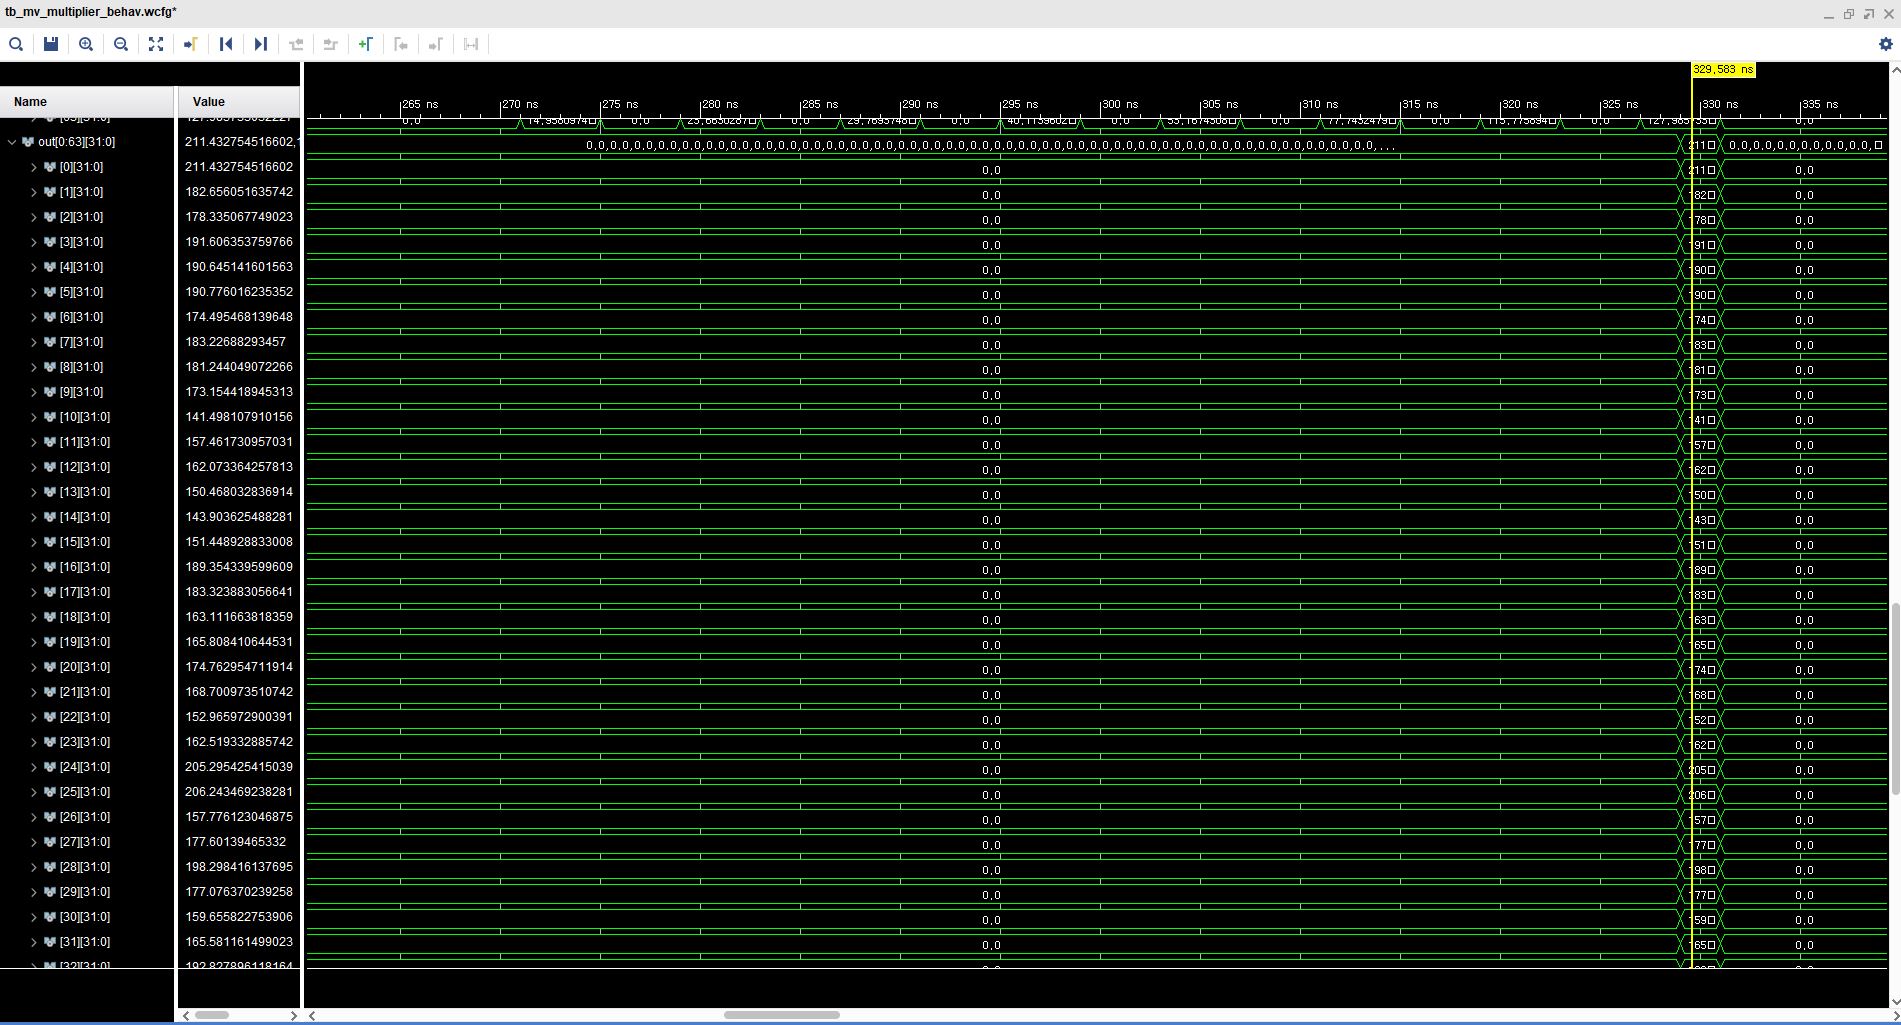 tb_mv_multiplier_behav.wcfg*
329.583 ns
Name Value
265 ns 270 ns 275 ns 280 ns 285 ns 290 ns 295 ns 300 ns 305 ns 310 ns 315 ns 320 ns 325 ns 330 ns 335 ns
out[0:63][31:0] 211.432754516602, 0.0,0.0,0.0,0.0,0.0,0.0,0.0,0.0,0.0,0.0,0.0,0.0,0.0,0.0,0.0,0.0,0.0,0.0,0.0,0.0,0.0,0.0,0.0,0.0,0.0,0.0,0.0,0.0,0.0,0.0,0.0,0.0,0.0,... 211 0.0,0.0,0.0,0.0,0.0,0.0,
[0][31:0] 211.432754516602 0.0 11 0.0
[1][31:0] 182.656051635742 0.0 82 0.0
[2][31:0] 178.335067749023 0.0 78 0.0
[3][31:0] 191.606353759766 0.0 91 0.0
[4][31:0] 190.645141601563 0.0 90 0.0
[5][31:0] 190.776016235352 0.0 90 0.0
[6][31:0] 174.495468139648 0.0 74 0.0
[7][31:0] 183.22688293457 0.0 83 0.0
[8][31:0] 181.244049072266 0.0 81 0.0
[9][31:0] 173.154418945313 0.0 73 0.0
[10][31:0] 141.498107910156 0.0 41 0.0
[11][31:0] 157.461730957031 0.0 57 0.0
[12][31:0] 162.073364257813 0.0 62 0.0
[13][31:0] 150.468032836914 0.0 50 0.0
[14][31:0] 143.903625488281 0.0 43 0.0
[15][31:0] 151.448928833008 0.0 51 0.0
[16][31:0] 189.354339599609 0.0 89 0.0
[17][31:0] 183.323883056641 0.0 83 0.0
[18][31:0] 163.111663818359 0.0 63 0.0
[19][31:0] 165.808410644531 0.0 65 0.0
[20][31:0] 174.762954711914 0.0 74 0.0
[21][31:0] 168.700973510742 0.0 68 0.0
[22][31:0] 152.965972900391 0.0 52 0.0
[23][31:0] 162.519332885742 0.0 62 0.0
[24][31:0] 205.295425415039 0.0 205 0.0
[25][31:0] 206.243469238281 0.0 206 0.0
[26][31:0] 157.776123046875 0.0 57 0.0
[27][31:0] 177.60139465332 0.0 77 0.0
[28][31:0] 198.298416137695 0.0 98 0.0
[29][31:0] 177.076370239258 0.0 77 0.0
[30][31:0] 159.655822753906 0.0 59 0.0
[31][31:0] 165.581161499023 0.0 65 0.0
[32][31:0] 192.827896118164